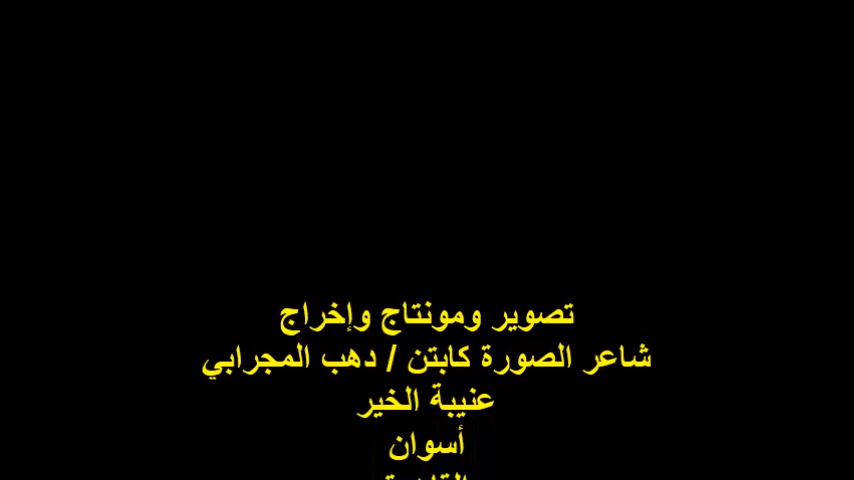 تصوير ومونتاج وإخراج
شاعر الصورة كابتن / دهب المجرابي
عنيبة الخير
أسوان